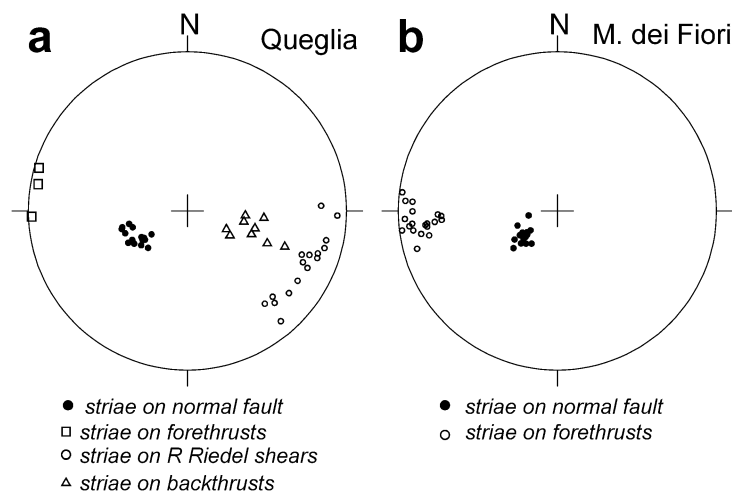 a
N
Queglia
striae on normal fault
striae on forethrusts
striae on R Riedel shears
striae on backthrusts
b
N
M. dei Fiori
striae on normal fault
striae on forethrusts